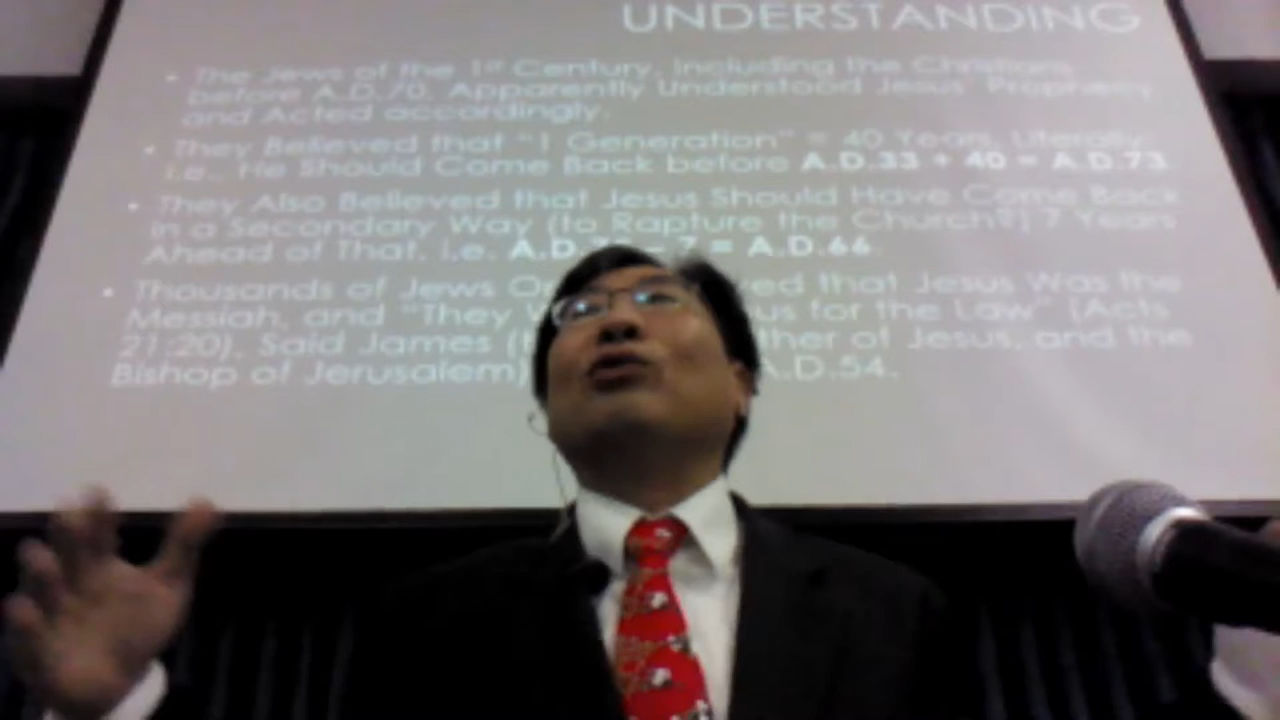 UNDERSTANDING
• The Jews of the 1st Century, Including the Christians
before A.D.70, Apparently Understood Jesus' Prophecy
and Acted accordingly.
• They Believed that "1 Generation" = 40 Years, Literally;
i.e., He Should Come Back before A.D.33 + 40 = A.D.73
• They Also Believed that Jesus Should Have Come Back
in a Secondary Way (to Rapture the Church?) 7 Years
Ahead of That, i.e. A.D. - 7 = A.D.66
• Thousands of Jews that Jesus Was the
Messiah, and "They for the Law" (Acts
21:20), Said James of Jesus, and the
Bishop of Jerusalem) A.D.54.